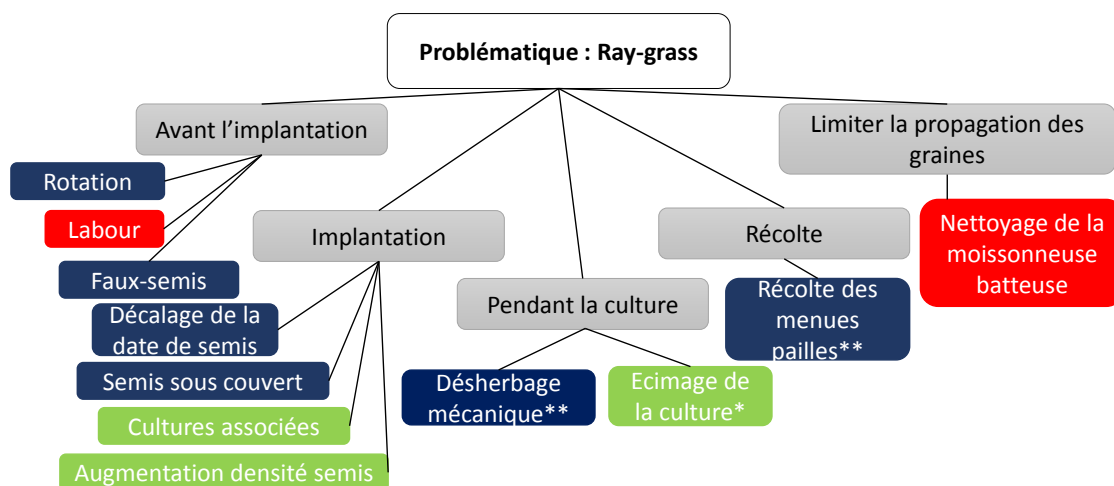 Problématique : Ray-grass
Avant l'implantation
Rotation
Labour
Faux-semis
Implantation
Décalage de la
date de semis
Semis sous couvert
Cultures associées
Augmentation densité semis
Pendant la culture
Désherbage
mécanique**
Ecimage de
la culture*
Récolte
Récolte des
menues
pailles**
Limiter la propagation des
graines
Nettoyage de la
moissonneuse
batteuse